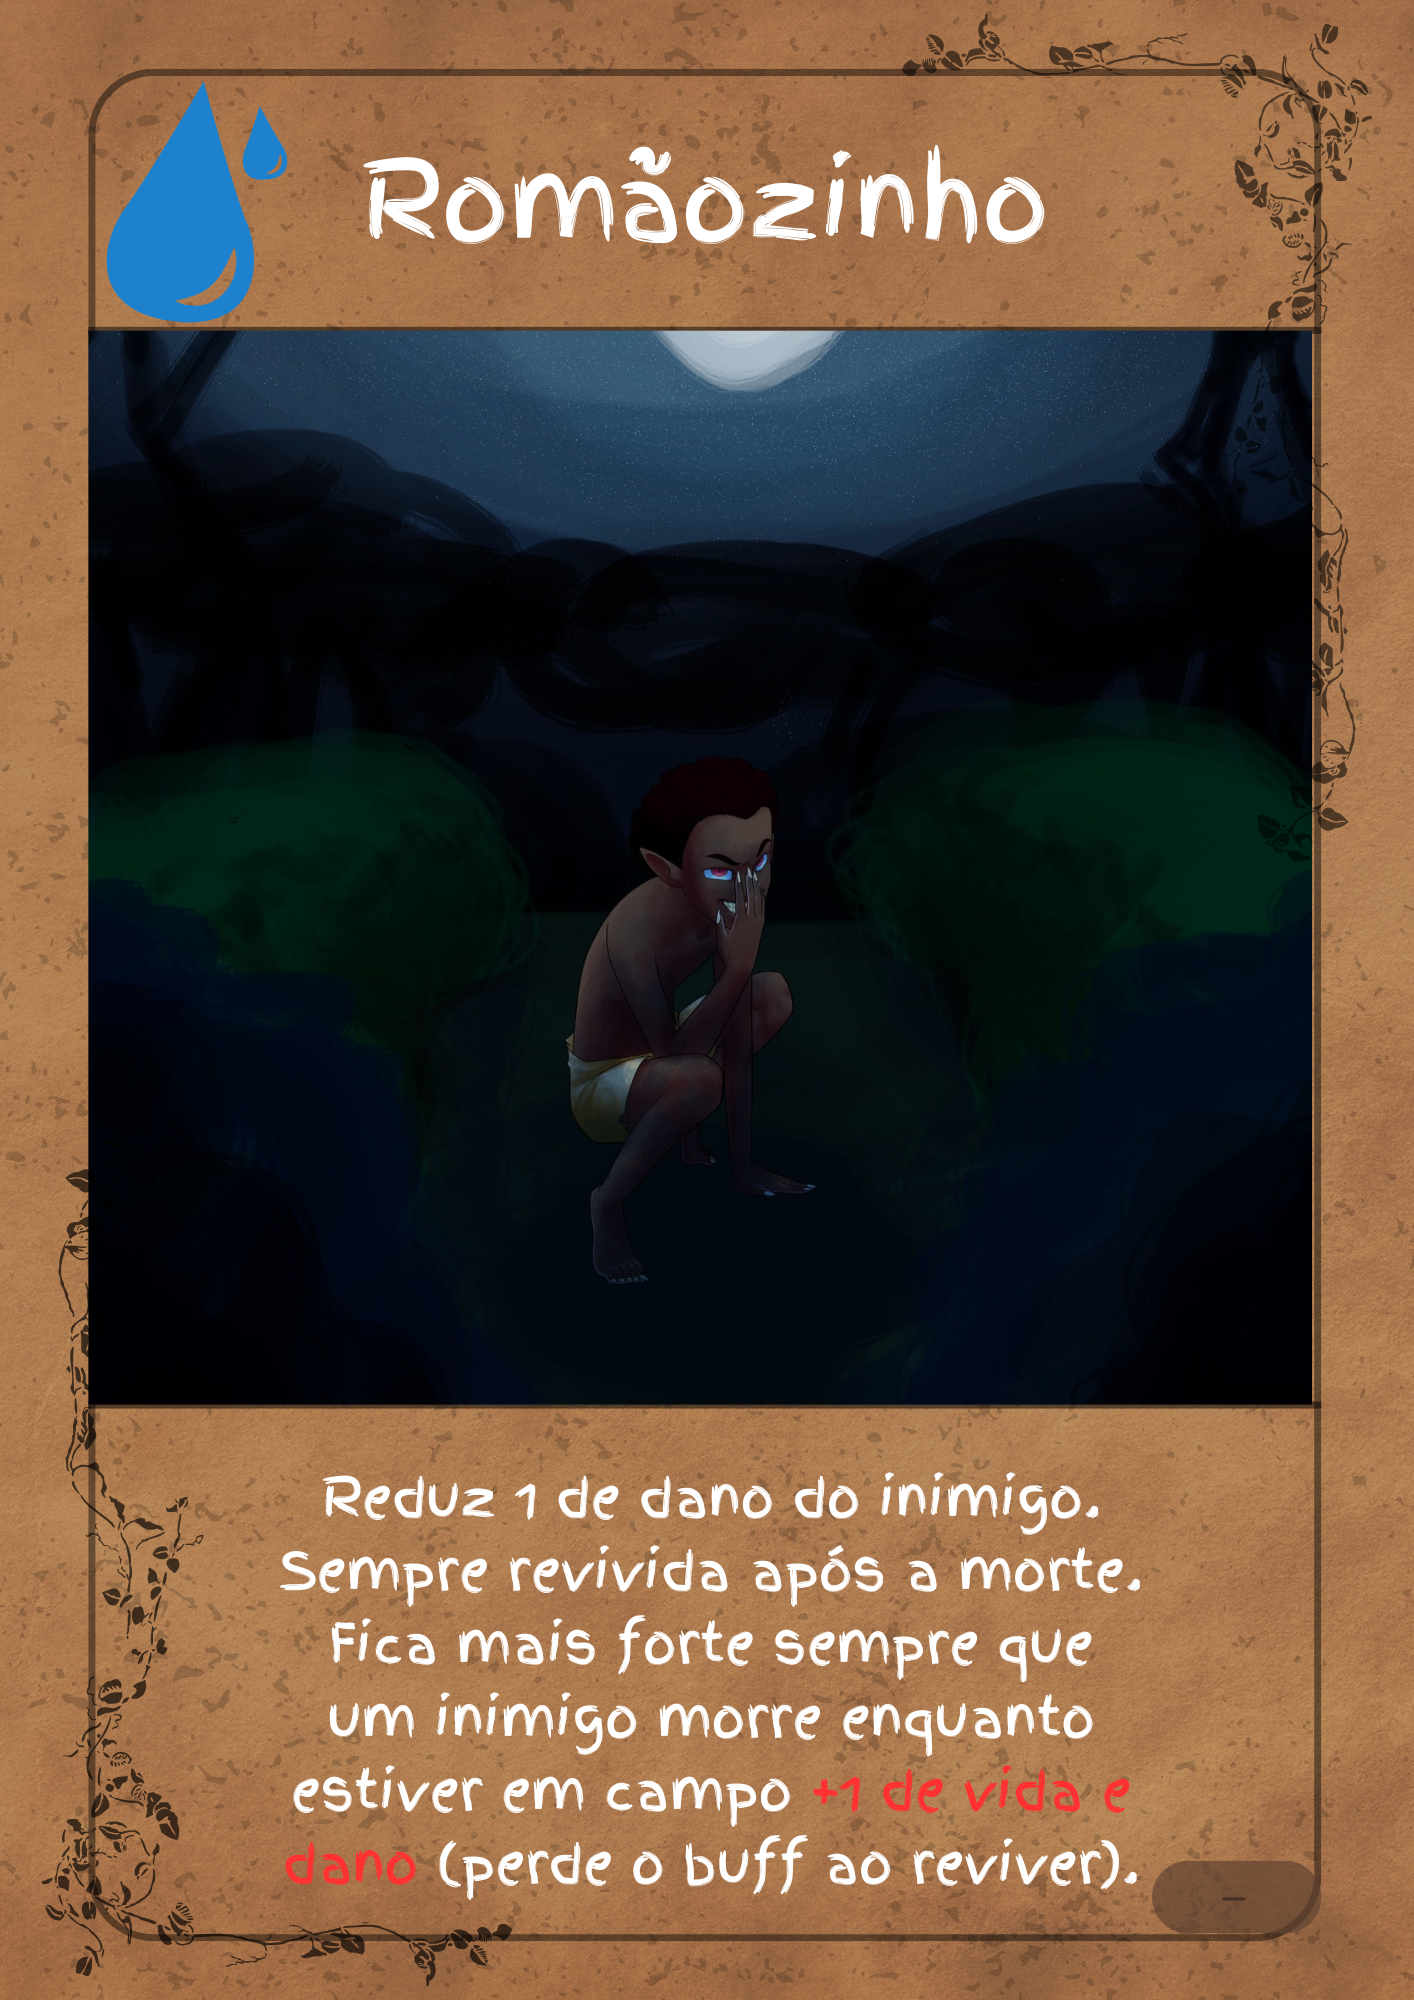 Romãozinho
Reduz 1 de dano do inimigo.
Sempre revivida após a morte.
Fica mais forte sempre que
um inimigo morre enquanto
estiver em campo +1 de vida e
dano (perde o buff ao reviver).
-